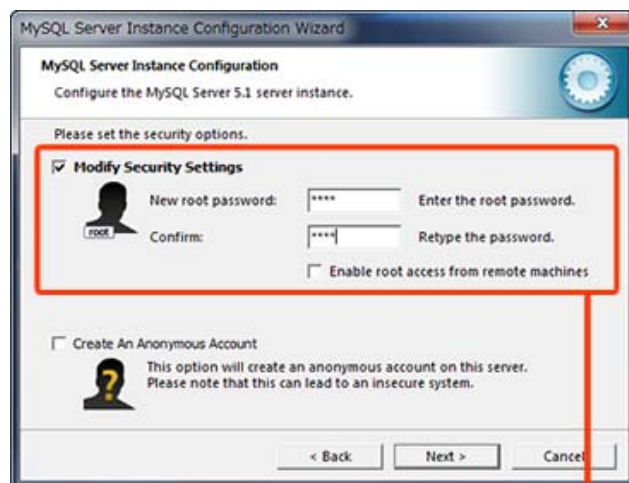 MySQL Server Instance Configuration Wizard
MySQL Server Instance Configuration
Configure the MySQL Server 5.1 server instance.
Please set the security options.
Modify Security Settings
New root password: **** Enter the root password.
root
Confirm: **** Retype the password.
Enable root access from remote machines
Create An Anonymous Account
This option will create an anonymous account on this server.
Please note that this can lead to an insecure system.
< Back Next > Cancel